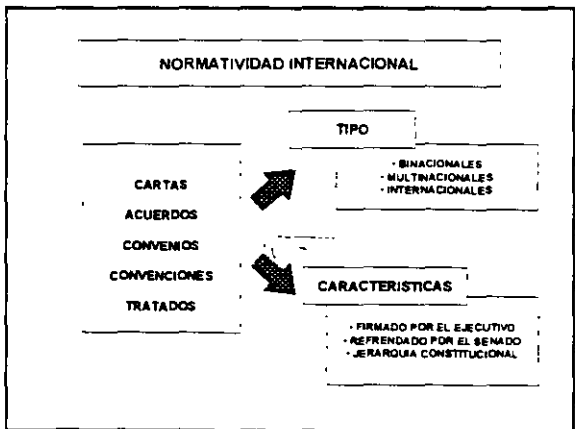 NORMATIVIDAD INTERNACIONAL
CARTAS
ACUERDOS
CONVENIOS
CONVENCIONES
TRATADOS
TIPO
· BINACIONALES
· MULTINACIONALES
· INTERNACIONALES
CARACTERISTICAS
· FIRMADO POR EL EJECUTIVO
· REFRENDADO POR EL SENADO
· JERARQUIA CONSTITUCIONAL